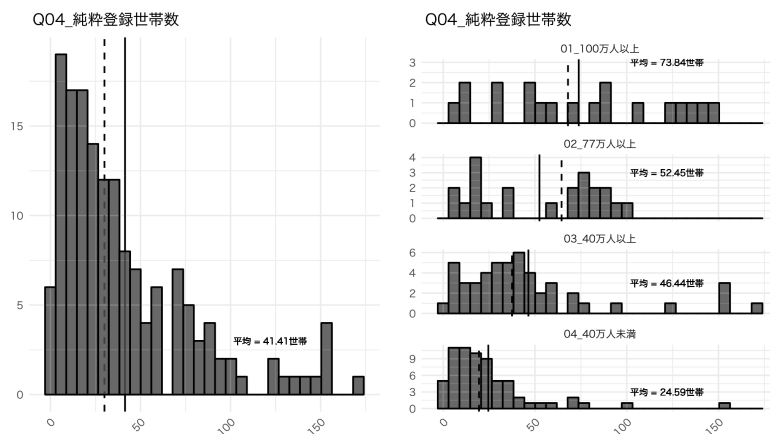 Q04_純粋登録世帯数
15
10
5
0
平均 = 41.41世帯
0
50
100
150
Q04_純粋登録世帯数
01_100万人以上
3
2
1
0
平均 = 73.84世帯
02_77万人以上
4
3
2
1
0
平均 = 52.45世帯
03_40万人以上
6
4
2
0
平均 = 46.44世帯
04_40万人未満
9
6
3
0
平均 = 24.59世帯
0
50
100
150